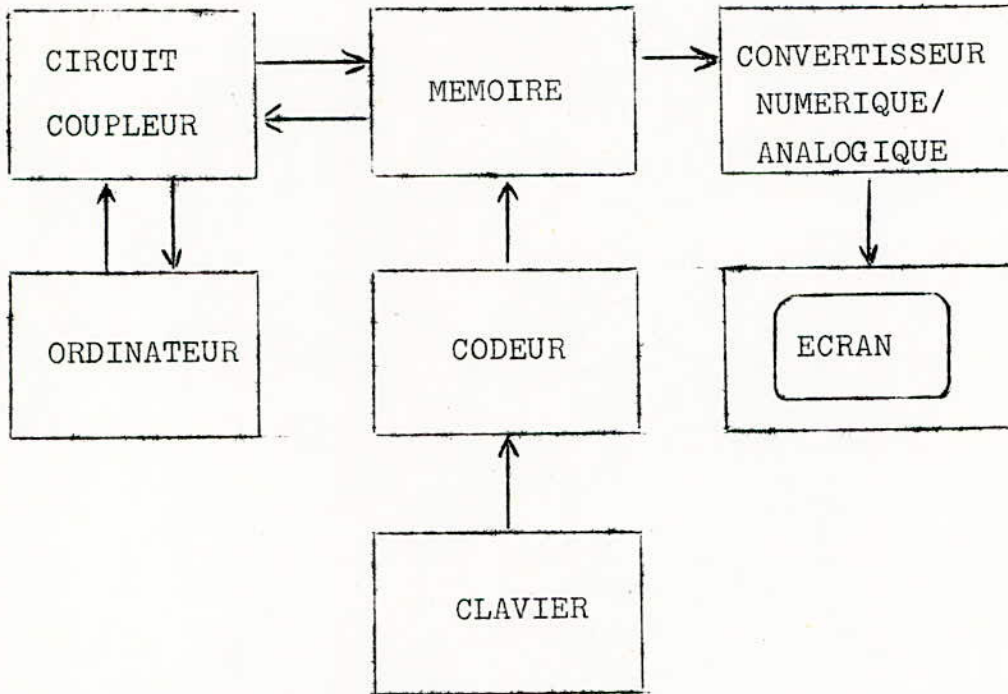 CIRCUIT
COUPLEUR
MEMOIRE
CONVERTISSEUR
NUMERIQUE/
ANALOGIQUE
ORDINATEUR
CODEUR
ECRAN
CLAVIER